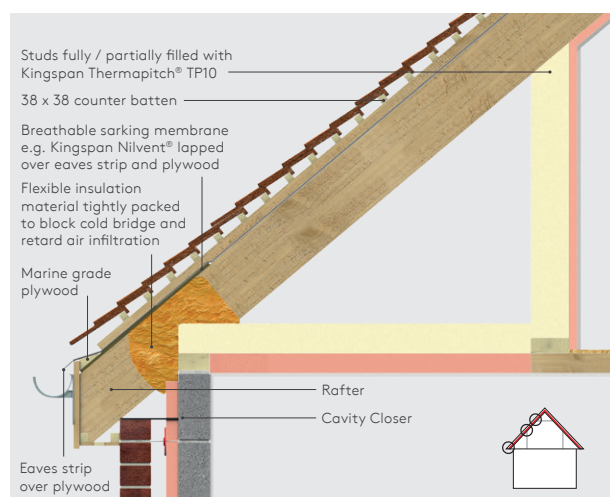 Studs fully / partially filled with
Kingspan Thermapitch® TP10
38 x 38 counter batten
Breathable sarking membrane
e.g. Kingspan Nilvent® lapped
over eaves strip and plywood
Flexible insulation
material tightly packed
to block cold bridge and
retard air infiltration
Marine grade
plywood
Rafter
Cavity Closer
Eaves strip
over plywood